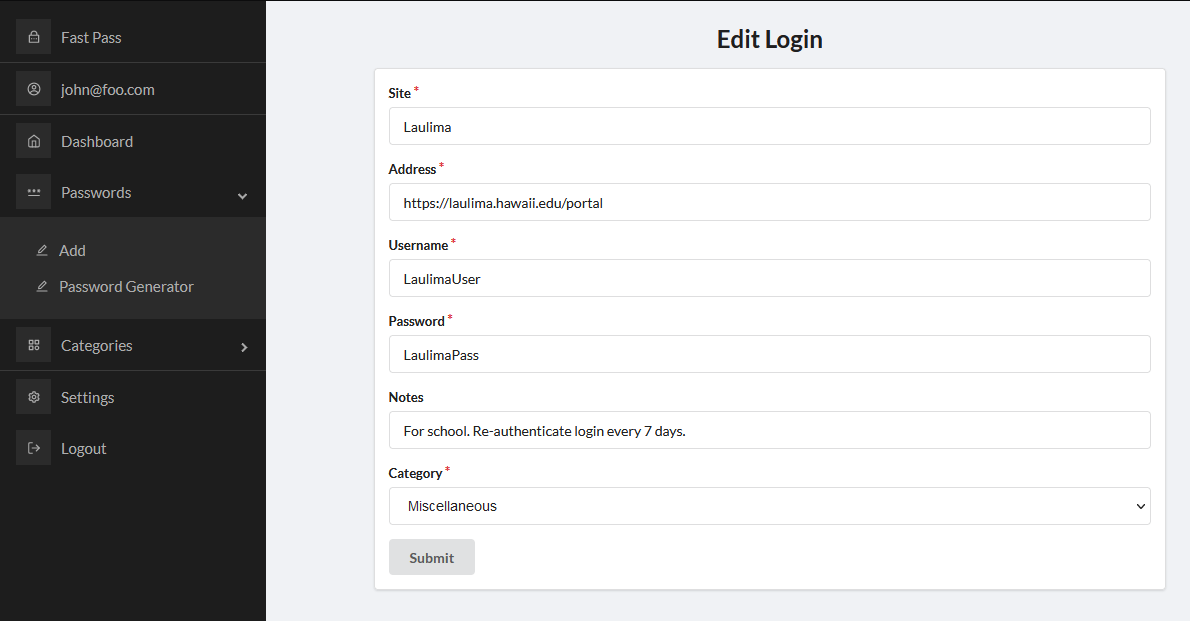 Fast Pass
john@foo.com
Dashboard
Passwords
Add
Password Generator
Categories
Settings
Logout
Edit Login
Site *
Laulima
Address *
https://laulima.hawaii.edu/portal
Username *
LaulimaUser
Password *
LaulimaPass
Notes
For school. Re-authenticate login every 7 days.
Category *
Miscellaneous
Submit